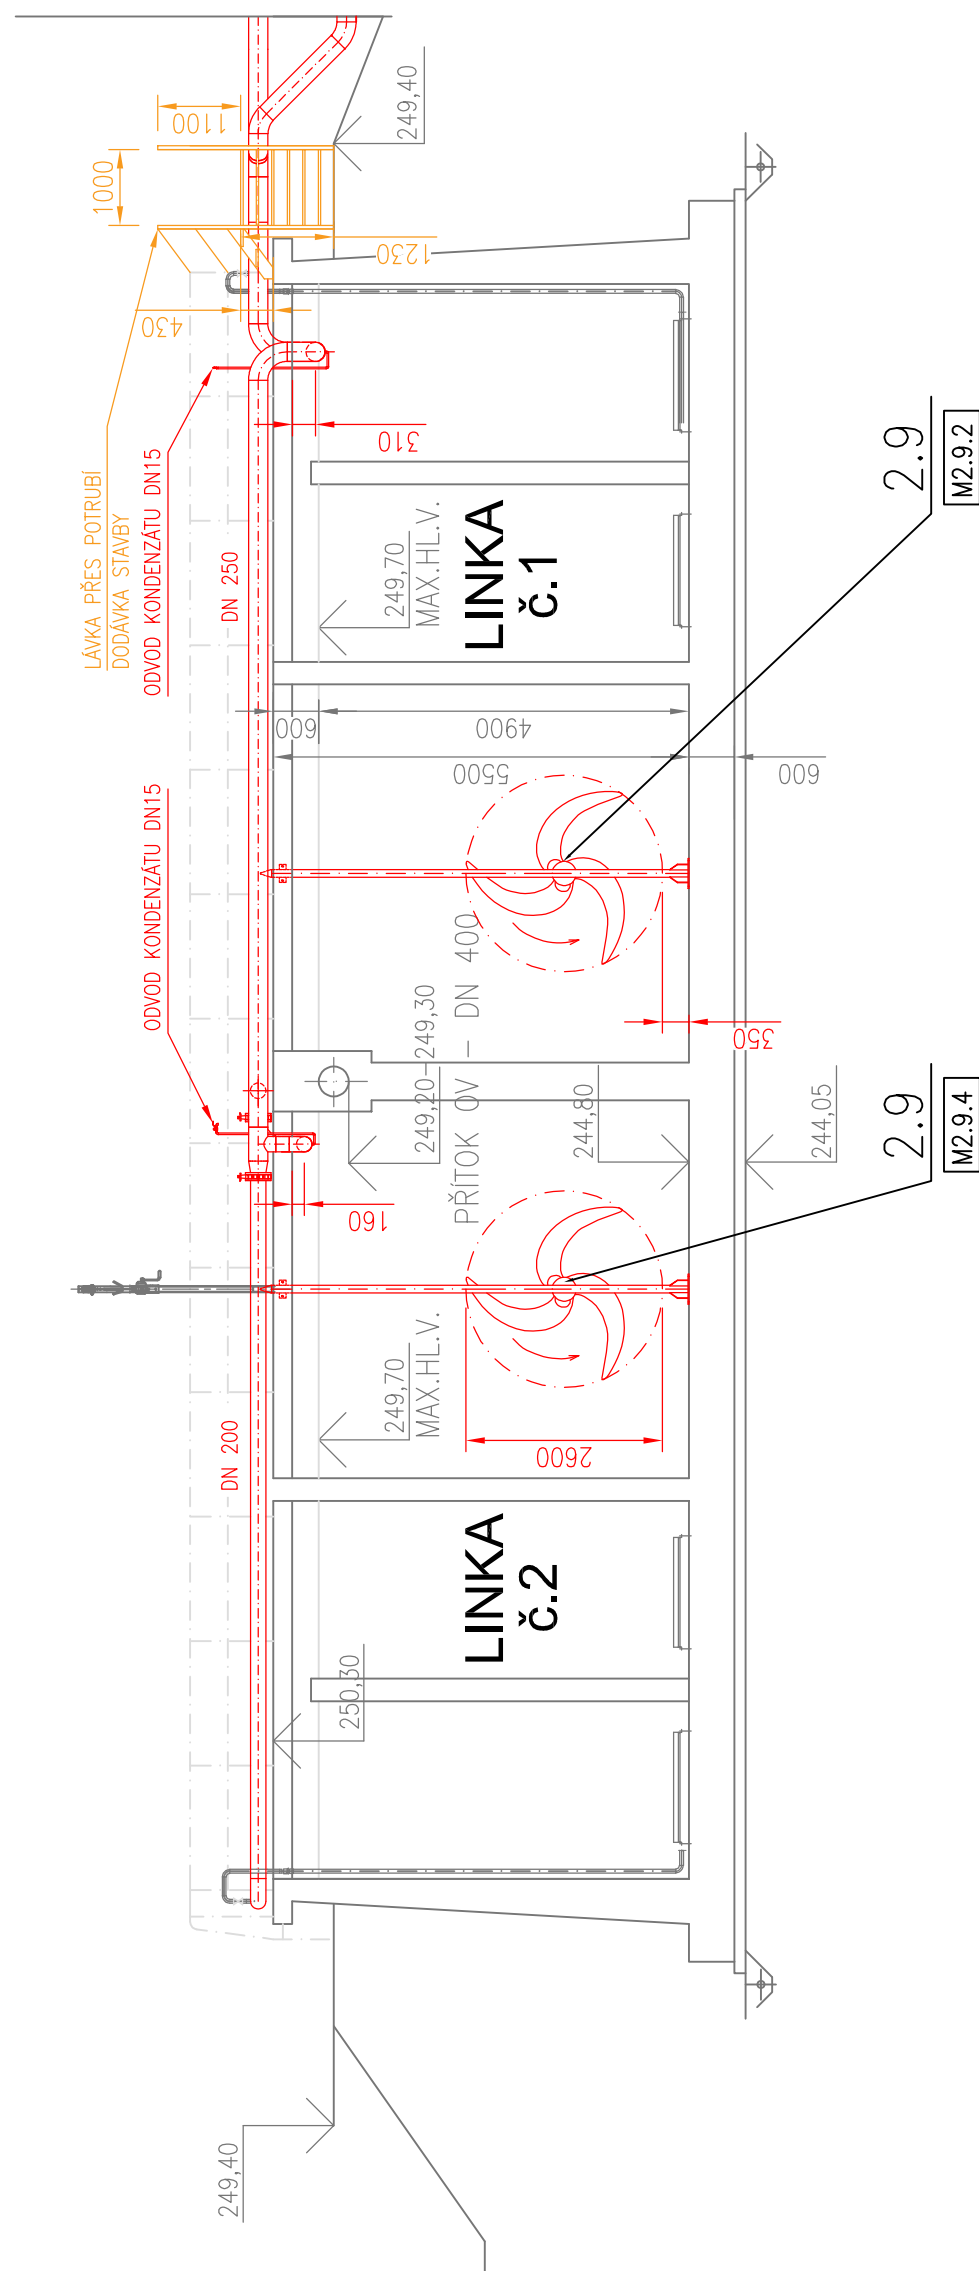 1100
1000
1230
430
249,40
LÁVKA PŘES POTRUBÍ
DODÁVKA STAVBY
ODVOD KONDENZÁTU DN15
DN 250
310
249,70
MAX.HL.V.
LINKA
č.1
2.9
M2.9.2
600
4900
5500
600
ODVOD KONDENZÁTU DN15
350
PŘÍTOK OV - DN 400
249,20-249,30
244,80
244,05
2.9
M2.9.4
160
249,70
MAX.HL.V.
2600
DN 200
LINKA
č.2
250,30
249,40